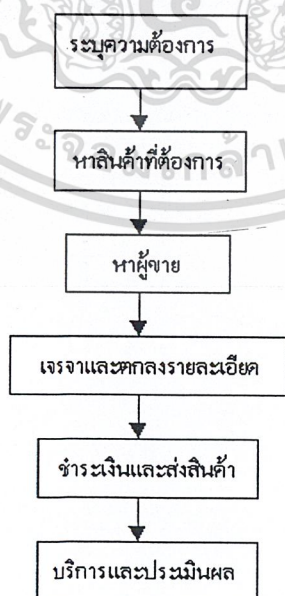 ระบุความต้องการ
หาสินค้าที่ต้องการ
หาผู้ขาย
เจรจาและตกลงรายละเอียด
ชำระเงินและส่งสินค้า
บริการและประเมินผล